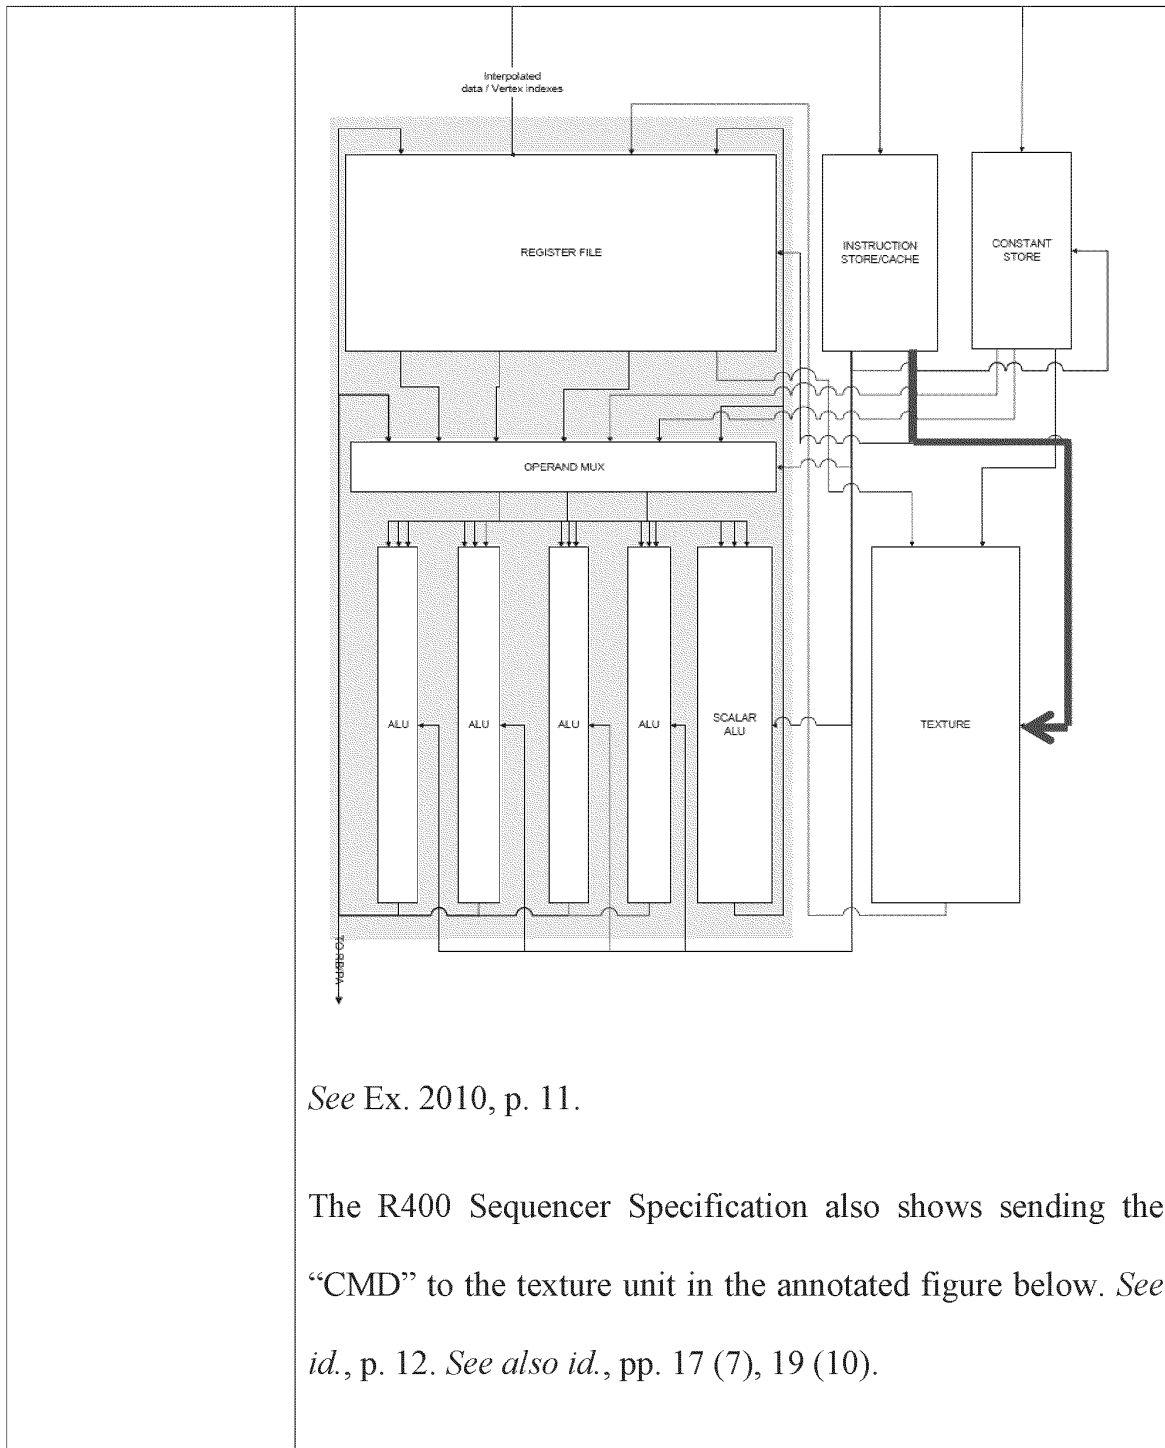 Interpolated
data / Vertex indexes
REGISTER FILE
INSTRUCTION
STORE/CACHE
CONSTANT
STORE
OPERAND MUX
ALU
ALU
ALU
ALU
SCALAR
ALU
TEXTURE
TO RB/PA
See Ex. 2010, p. 11.
The R400 Sequencer Specification also shows sending the
“CMD” to the texture unit in the annotated figure below. See
id., p. 12. See also id., pp. 17 (7), 19 (10).